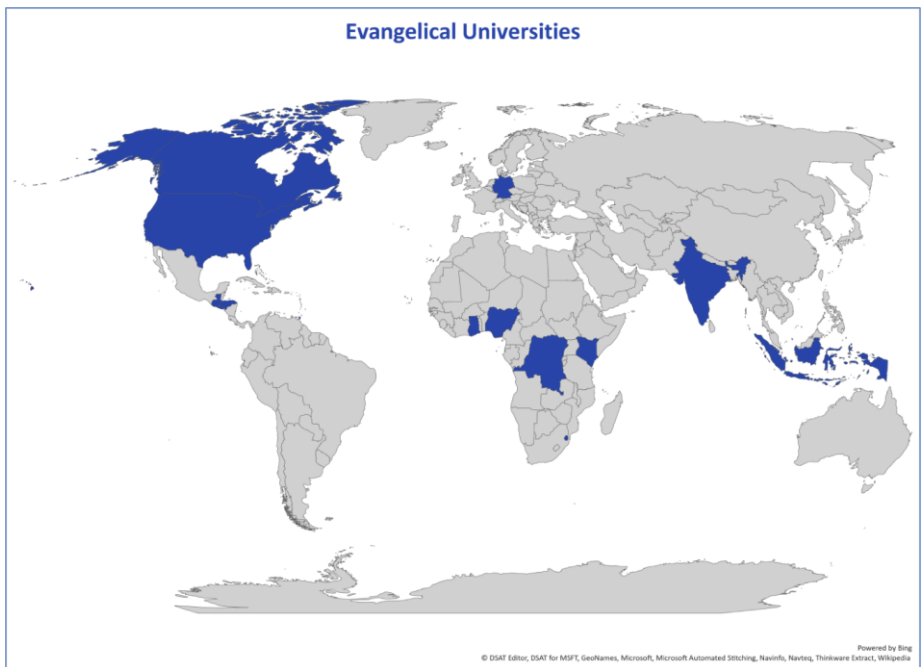 Evangelical Universities
Powered by Bing
© DSAT Editor, DSAT for MSFT, GeoNames, Microsoft, Microsoft Automated Stitching, Navinfo, Navteq, Thinkware Extract, Wikipedia